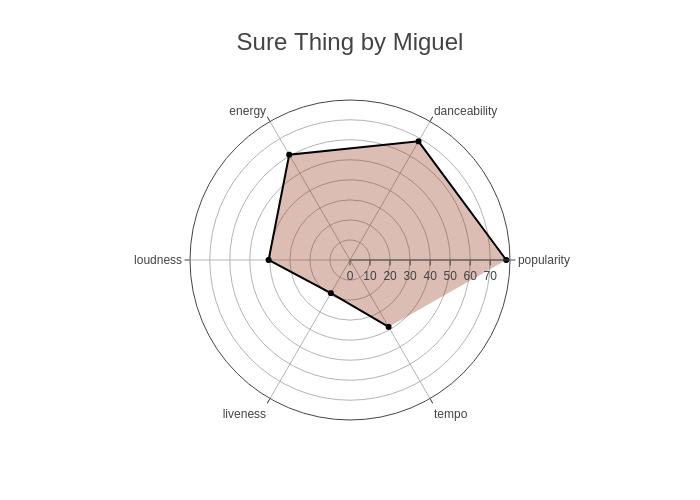 Sure Thing by Miguel
energy
danceability
loudness
popularity
0 10 20 30 40 50 60 70
liveness
tempo